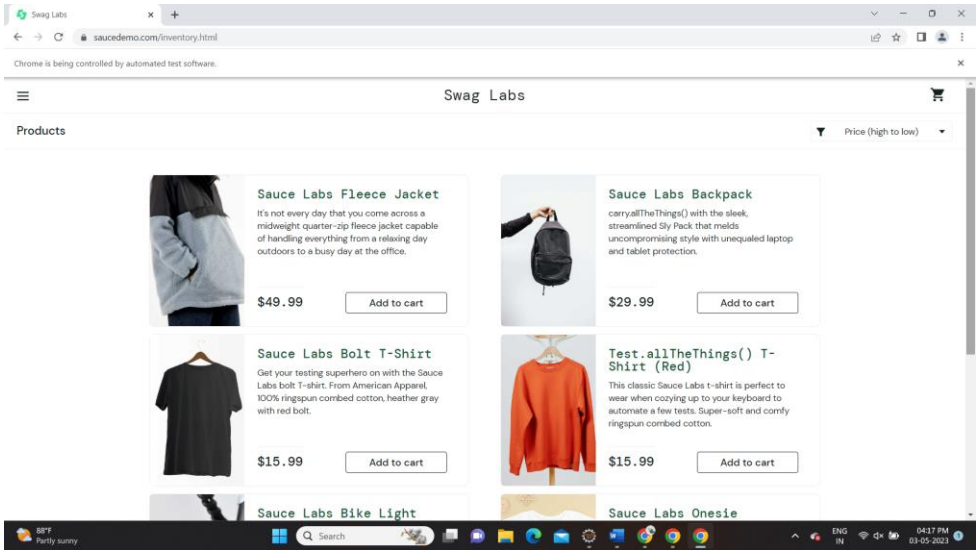 Swag Labs
saucedemo.com/inventory.html
Chrome is being controlled by automated test software.
Swag Labs
Products
Price (high to low)
Sauce Labs Fleece Jacket
It's not every day that you come across a
midweight quarter-zip fleece jacket capable
of handling everything from a relaxing day
outdoors to a busy day at the office.
$49.99
Add to cart
Sauce Labs Backpack
carry.allTheThings() with the sleek,
streamlined Sly Pack that melds
uncompromising style with unequaled laptop
and tablet protection.
$29.99
Add to cart
Sauce Labs Bolt T-Shirt
Get your testing superhero on with the Sauce
Labs bolt T-shirt. From American Apparel,
100% ringspun combed cotton, heather gray
with red bolt.
$15.99
Add to cart
Test.allTheThings() T-
Shirt (Red)
This classic Sauce Labs t-shirt is perfect to
wear when cozying up to your keyboard to
automate a few tests. Super-soft and comfy
ringspun combed cotton.
$15.99
Add to cart
Sauce Labs Bike Light
Sauce Labs Onesie
88°F
Partly sunny
Search
ENG
IN
04:17 PM
03-05-2023